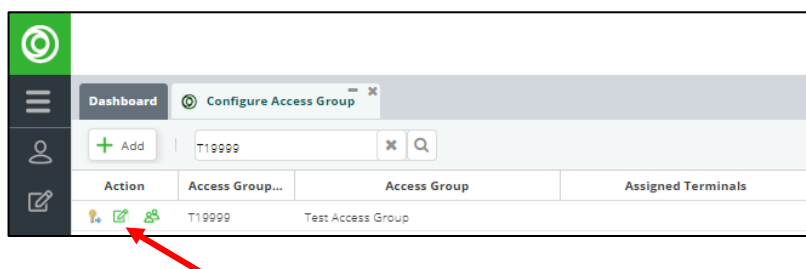 Dashboard Configure Access Group
Add T19999
Action Access Group... Access Group Assigned Terminals
T19999 Test Access Group